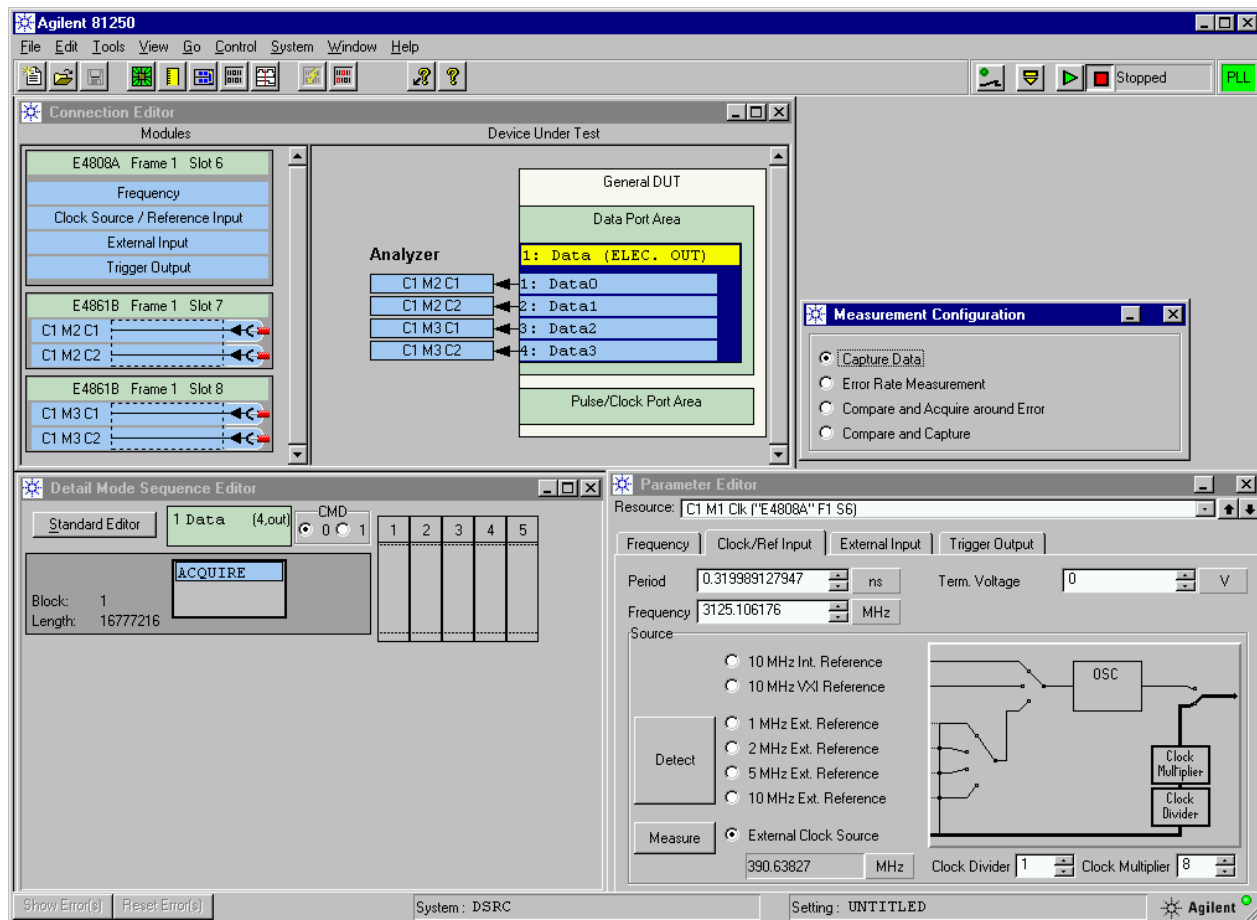 Agilent 81250
File Edit Tools View Go Control System Window Help
Stopped
PLL
Connection Editor
Modules
Device Under Test
E4808A Frame 1 Slot 6
Frequency
Clock Source / Reference Input
External Input
Trigger Output
E4861B Frame 1 Slot 7
C1 M2 C1
C1 M2 C2
E4861B Frame 1 Slot 8
C1 M3 C1
C1 M3 C2
General DUT
Data Port Area
Analyzer
1: Data (ELEC. OUT)
C1 M2 C1 1: Data0
C1 M2 C2 2: Data1
C1 M3 C1 3: Data2
C1 M3 C2 4: Data3
Pulse/Clock Port Area
Measurement Configuration
Capture Data
Error Rate Measurement
Compare and Acquire around Error
Compare and Capture
Detail Mode Sequence Editor
Standard Editor
1 Data (4,out)
CMD
0 1
1 2 3 4 5
ACQUIRE
Block: 1
Length: 16777216
Parameter Editor
Resource: C1 M1 Clk ("E4808A" F1 S6)
Frequency Clock/Ref Input External Input Trigger Output
Period 0.319989127947 ns Term. Voltage 0 V
Frequency 3125.106176 MHz
Source
10 MHz Int. Reference
10 MHz VXI Reference
1 MHz Ext. Reference
2 MHz Ext. Reference
5 MHz Ext. Reference
10 MHz Ext. Reference
Detect
Measure
External Clock Source
390.63827 MHz
OSC
Clock
Multiplier
Clock
Divider
Clock Divider 1 Clock Multiplier 8
Show Error(s) Reset Error(s) System : DSRC Setting : UNTITLED Agilent